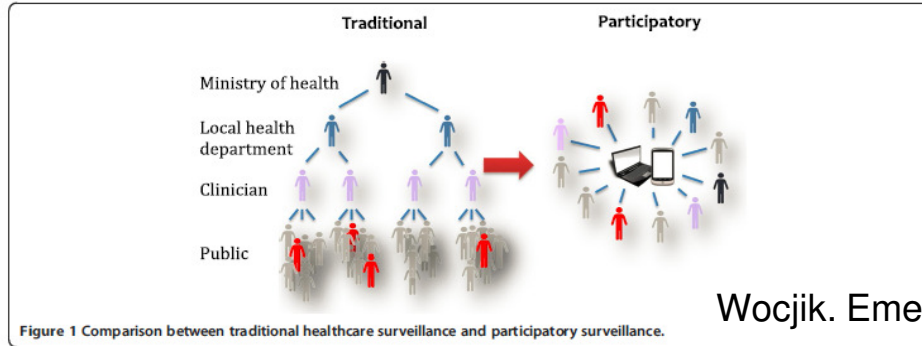 Traditional
Participatory
Ministry of health
Local health
department
Clinician
Public
Wocjik. Eme
Figure 1 Comparison between traditional healthcare surveillance and participatory surveillance.